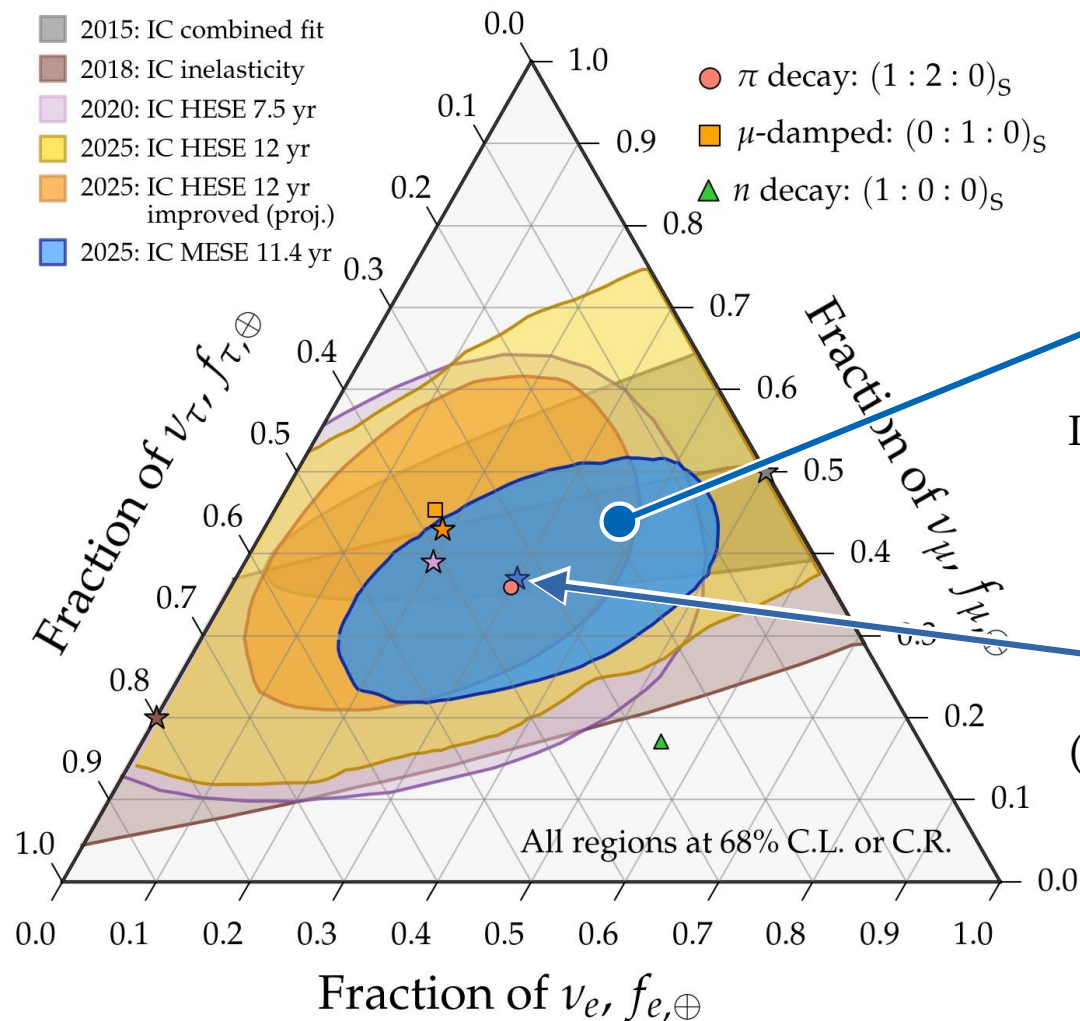 2015: IC combined fit
2018: IC inelasticity
2020: IC HESE 7.5 yr
2025: IC HESE 12 yr
2025: IC HESE 12 yr
improved (proj.)
2025: IC MESE 11.4 yr
π decay: (1 : 2 : 0)S
μ-damped: (0 : 1 : 0)S
n decay: (1 : 0 : 0)S
Fraction of ντ, fτ,⊕
0.0
0.1
0.2
0.3
0.4
0.5
0.6
0.7
0.8
0.9
1.0
Fraction of νμ, fμ,⊕
1.0
0.9
0.8
0.7
0.6
0.5
0.4
0.3
0.2
0.1
0.0
All regions at 68% C.L. or C.R.
0.0 0.1 0.2 0.3 0.4 0.5 0.6 0.7 0.8 0.9 1.0
Fraction of νe, fe,⊕